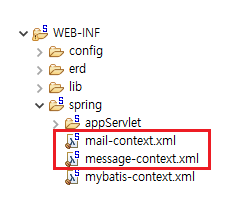 WEB-INF
config
erd
lib
spring
appServlet
mail-context.xml
message-context.xml
mybatis-context.xml